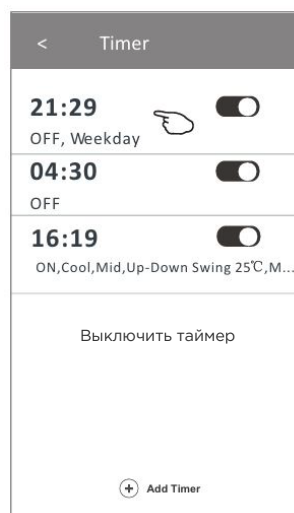 < Timer
21:29
OFF, Weekday
04:30
OFF
16:19
ON,Cool,Mid,Up-Down Swing 25℃,M...
Выключить таймер
+ Add Timer